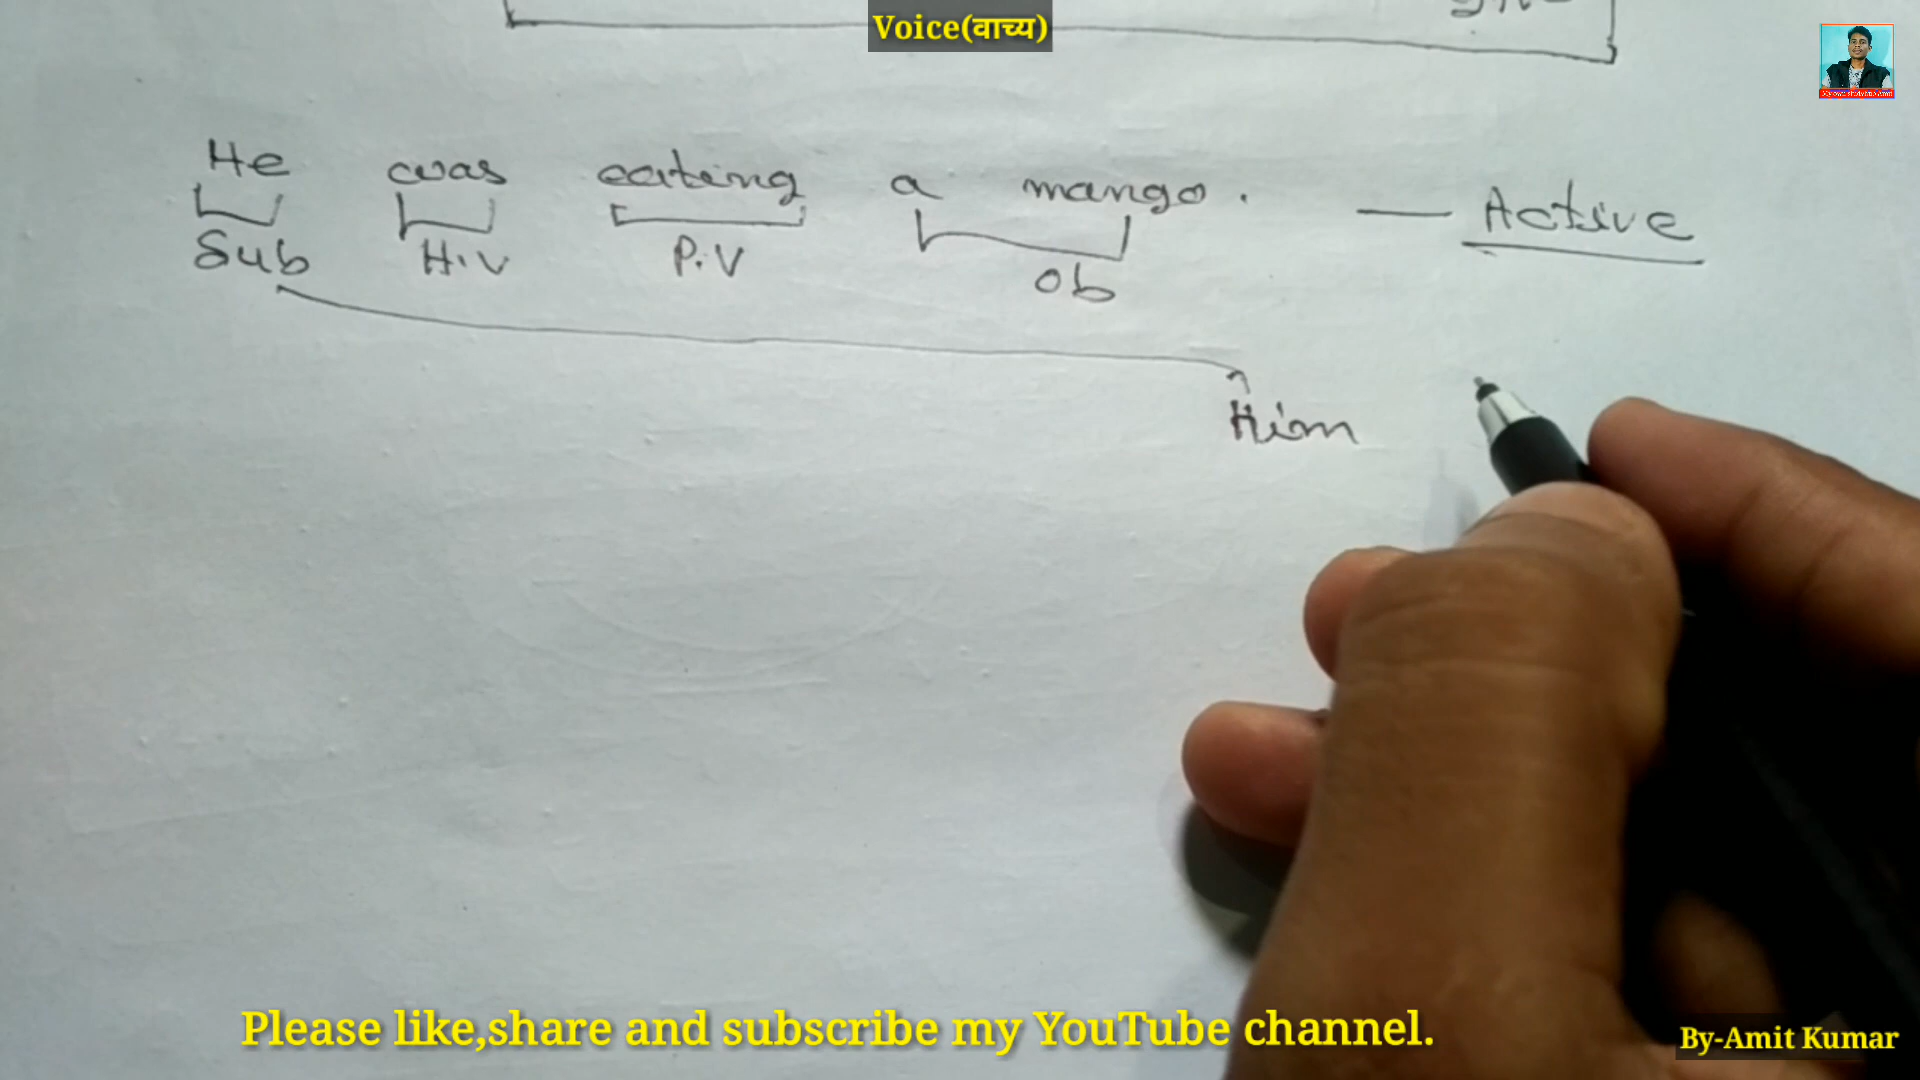 Voice(वाच्य)
He was eating a mango. — Active
Sub H.V P.V Ob
Him
Please like,share and subscribe my YouTube channel.
By-Amit Kumar